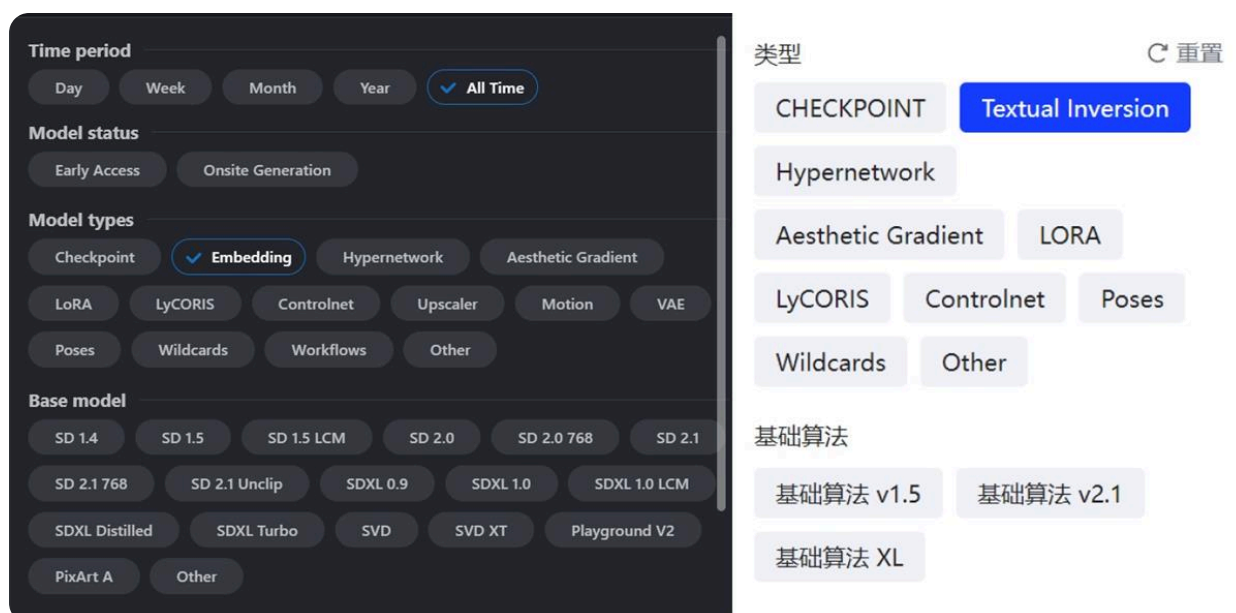 Time period
Day Week Month Year All Time
Model status
Early Access Onsite Generation
Model types
Checkpoint Embedding Hypernetwork Aesthetic Gradient
LoRA LyCORIS Controlnet Upscaler Motion VAE
Poses Wildcards Workflows Other
Base model
SD 1.4 SD 1.5 SD 1.5 LCM SD 2.0 SD 2.0 768 SD 2.1
SD 2.1 768 SD 2.1 Unclip SDXL 0.9 SDXL 1.0 SDXL 1.0 LCM
SDXL Distilled SDXL Turbo SVD SVD XT Playground V2
PixArt A Other
类型 重置
CHECKPOINT Textual Inversion
Hypernetwork
Aesthetic Gradient LORA
LyCORIS Controlnet Poses
Wildcards Other
基础算法
基础算法 v1.5 基础算法 v2.1
基础算法 XL